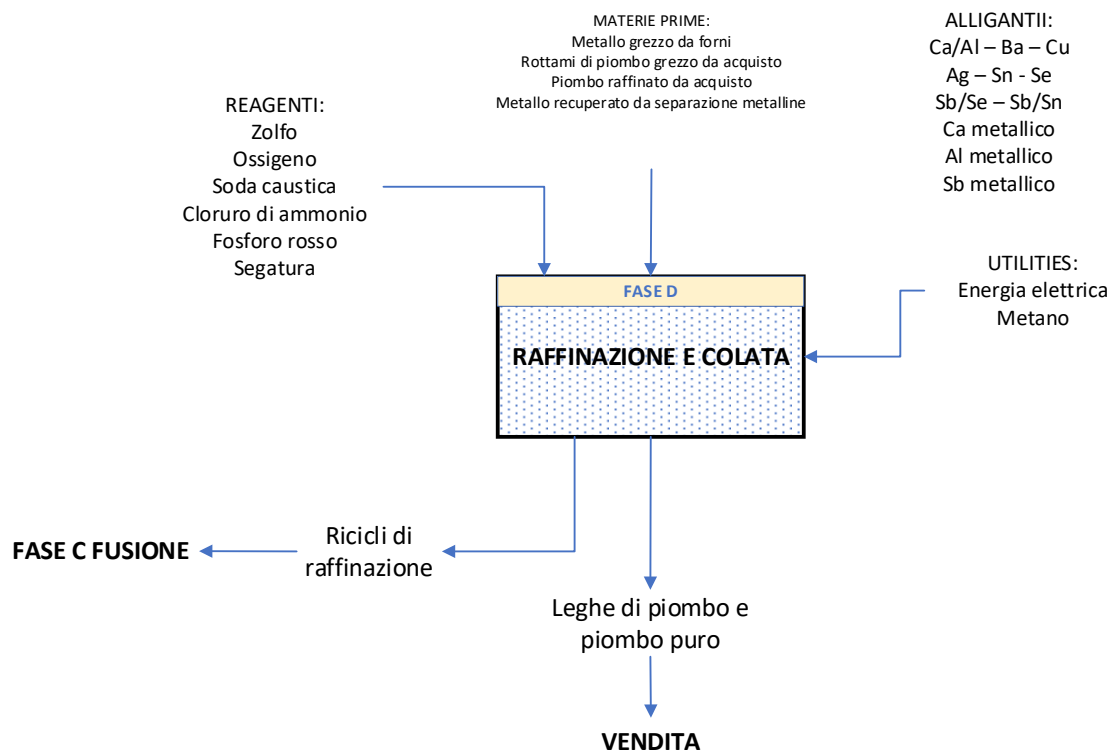 MATERIE PRIME:
Metallo grezzo da forni
Rottami di piombo grezzo da acquisto
Piombo raffinato da acquisto
Metallo recuperato da separazione metalline
ALLIGANTII:
Ca/Al – Ba – Cu
Ag – Sn - Se
Sb/Se – Sb/Sn
Ca metallico
Al metallico
Sb metallico
REAGENTI:
Zolfo
Ossigeno
Soda caustica
Cloruro di ammonio
Fosforo rosso
Segatura
UTILITIES:
Energia elettrica
Metano
FASE D
RAFFINAZIONE E COLATA
FASE C FUSIONE
Ricicli di
raffinazione
Leghe di piombo e
piombo puro
VENDITA